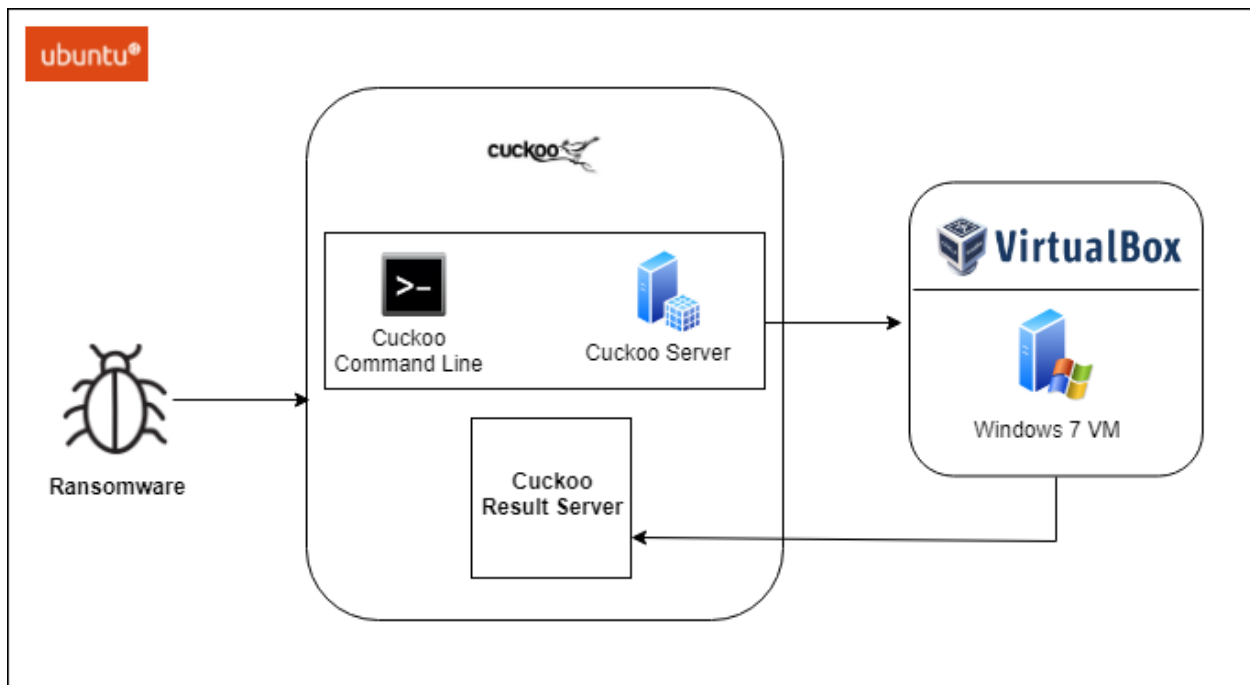 ubuntu
cuckoo
VirtualBox
Cuckoo
Command Line
Cuckoo Server
Windows 7 VM
Ransomware
Cuckoo
Result Server